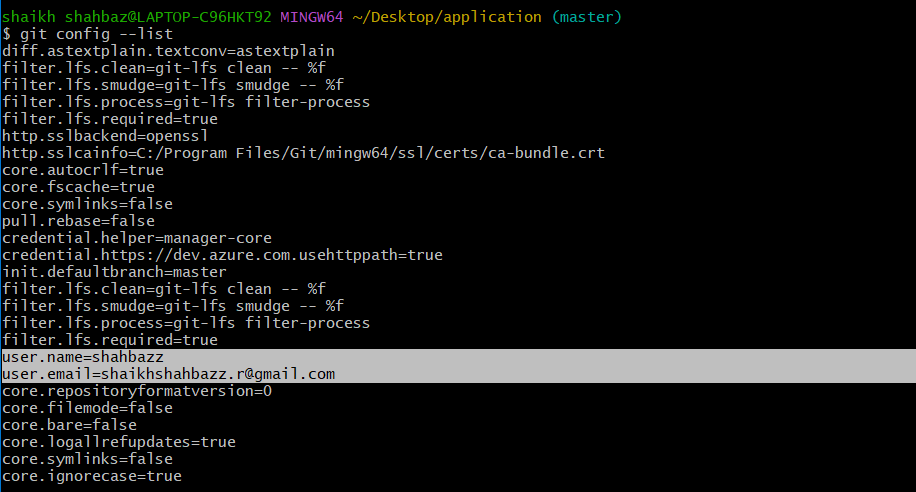 shaikh shahbaz@LAPTOP-C96HKT92 MINGW64 ~/Desktop/application (master)
$ git config --list
diff.astextplain.textconv=astextplain
filter.lfs.clean=git-lfs clean -- %f
filter.lfs.smudge=git-lfs smudge -- %f
filter.lfs.process=git-lfs filter-process
filter.lfs.required=true
http.sslbackend=openssl
http.sslcainfo=C:/Program Files/Git/mingw64/ssl/certs/ca-bundle.crt
core.autocrlf=true
core.fscache=true
core.symlinks=false
pull.rebase=false
credential.helper=manager-core
credential.https://dev.azure.com.usehttppath=true
init.defaultbranch=master
filter.lfs.clean=git-lfs clean -- %f
filter.lfs.smudge=git-lfs smudge -- %f
filter.lfs.process=git-lfs filter-process
filter.lfs.required=true
user.name=shahbazz
user.email=shaikhshahbazz.r@gmail.com
core.repositoryformatversion=0
core.filemode=false
core.bare=false
core.logallrefupdates=true
core.symlinks=false
core.ignorecase=true